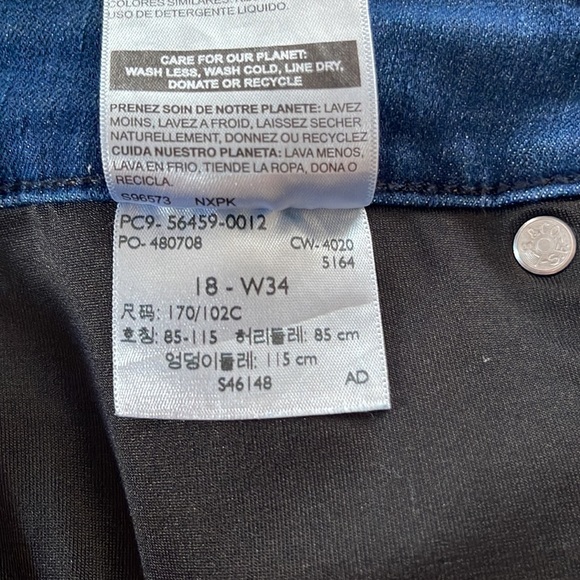 COLORES SIMILARES.
USO DE DETERGENTE LIQUIDO.
CARE FOR OUR PLANET:
WASH LESS, WASH COLD, LINE DRY,
DONATE OR RECYCLE
PRENEZ SOIN DE NOTRE PLANETE: LAVEZ
MOINS, LAVEZ A FROID, LAISSEZ SECHER
NATURELLEMENT, DONNEZ OU RECYCLEZ
CUIDA NUESTRO PLANETA: LAVA MENOS,
LAVA EN FRIO, TIENDE LA ROPA, DONA O
RECICLA.
S96573 NXPK
PC9- 56459-0012
PO- 480708 CW- 4020
5164
18 - W34
尺码: 170/102C
호칭: 85-115 허리둘레: 85 cm
엉덩이둘레: 115 cm
S46148 AD